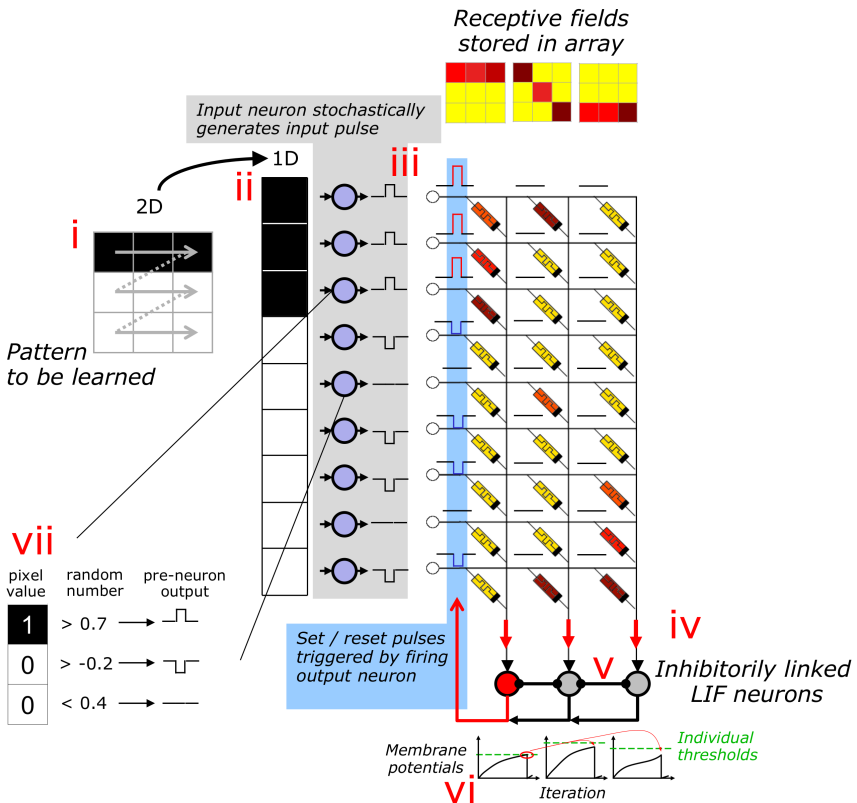 Receptive fields
stored in array
Input neuron stochastically
generates input pulse
1D
iii
ii
2D
i
Pattern
to be learned
vii
pixel
value
random
number
pre-neuron
output
1
> 0.7
0
> -0.2
0
< 0.4
Set / reset pulses
triggered by firing
output neuron
iv
v
Inhibitorily linked
LIF neurons
Individual
thresholds
Membrane
potentials
vi
Iteration